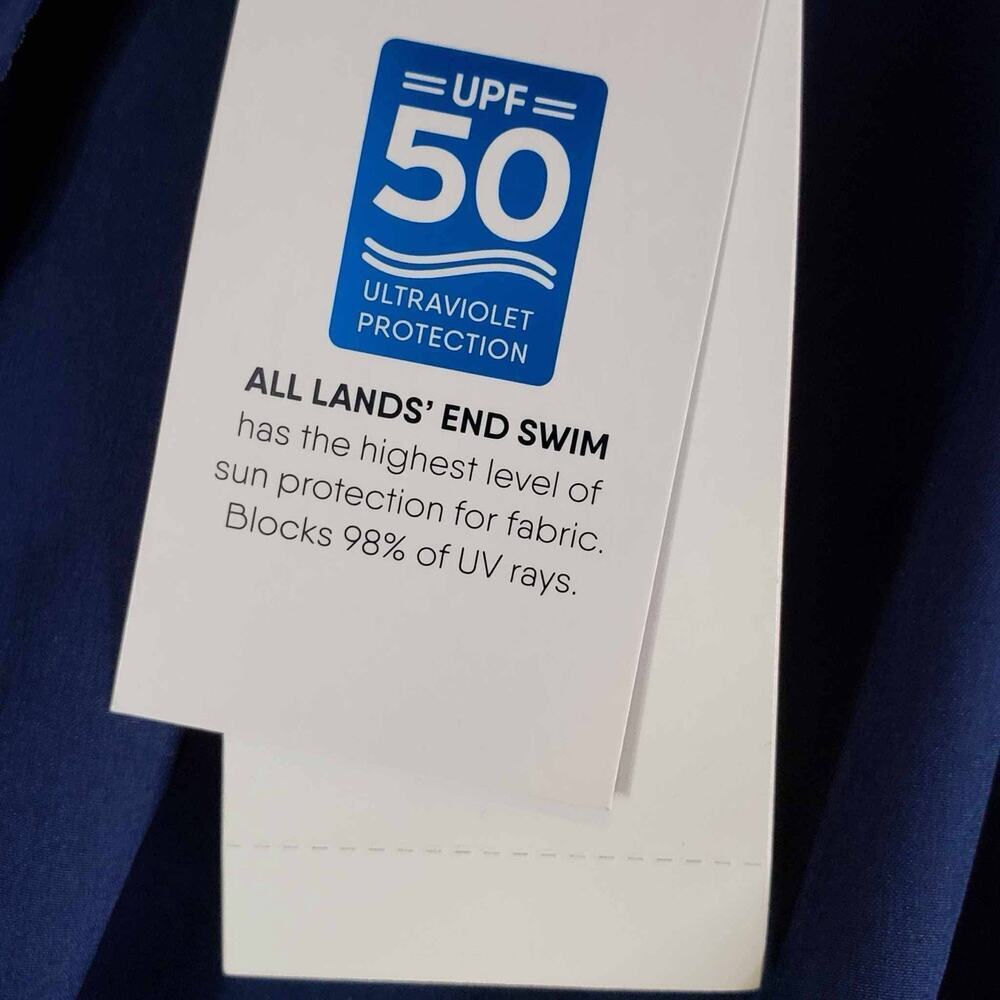 UPF
50
ULTRAVIOLET
PROTECTION
ALL LANDS' END SWIM
has the highest level of
sun protection for fabric.
Blocks 98% of UV rays.